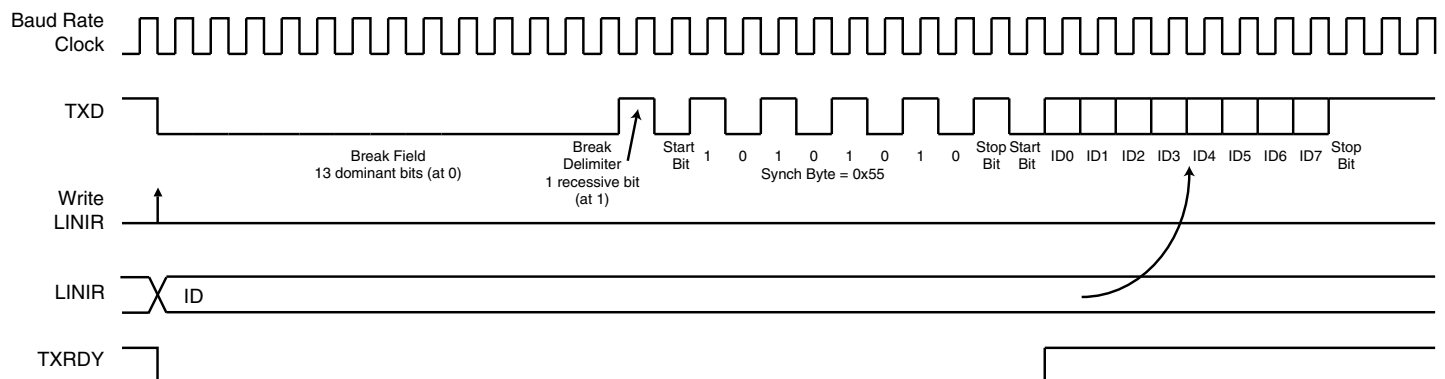 Baud Rate
Clock
TXD
Break Field
13 dominant bits (at 0)
Break
Delimiter
1 recessive bit
(at 1)
Start
Bit
1 0 1 0 1 0 1 0
Synch Byte = 0x55
Stop
Bit
Start
Bit
ID0 ID1 ID2 ID3 ID4 ID5 ID6 ID7
Stop
Bit
Write
LINIR
LINIR
ID
TXRDY